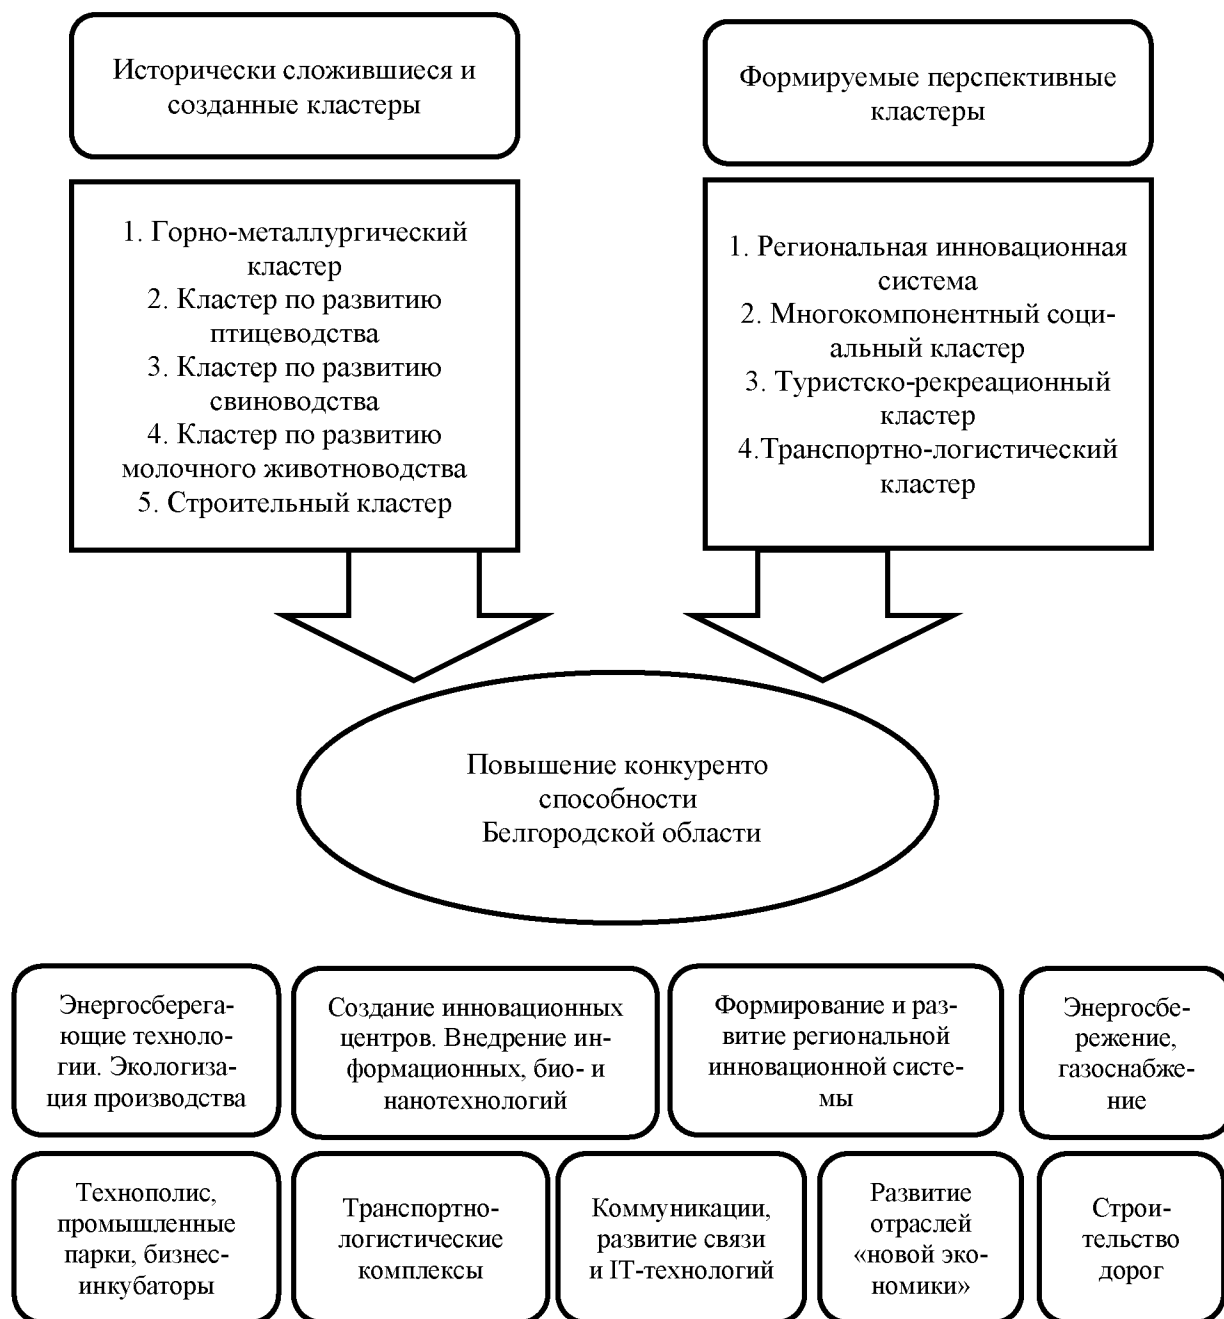 Исторически сложившиеся и
созданные кластеры
Формируемые перспективные
кластеры
1. Горно-металлургический
кластер
2. Кластер по развитию
птицеводства
3. Кластер по развитию
свиноводства
4. Кластер по развитию
молочного животноводства
5. Строительный кластер
1. Региональная инновационная
система
2. Многокомпонентный соци-
альный кластер
3. Туристско-рекреационный
кластер
4.Транспортно-логистический
кластер
Повышение конкуренто
способности
Белгородской области
Энергосберега-
ющие техноло-
гии. Экологиза-
ция производства
Создание инновационных
центров. Внедрение ин-
формационных, био- и
нанотехнологий
Формирование и раз-
витие региональной
инновационной систе-
мы
Энергосбе-
режение,
газоснабже-
ние
Технополис,
промышленные
парки, бизнес-
инкубаторы
Транспортно-
логистические
комплексы
Коммуникации,
развитие связи
и IT-технологий
Развитие
отраслей
«новой эко-
номики»
Строи-
тельство
дорог